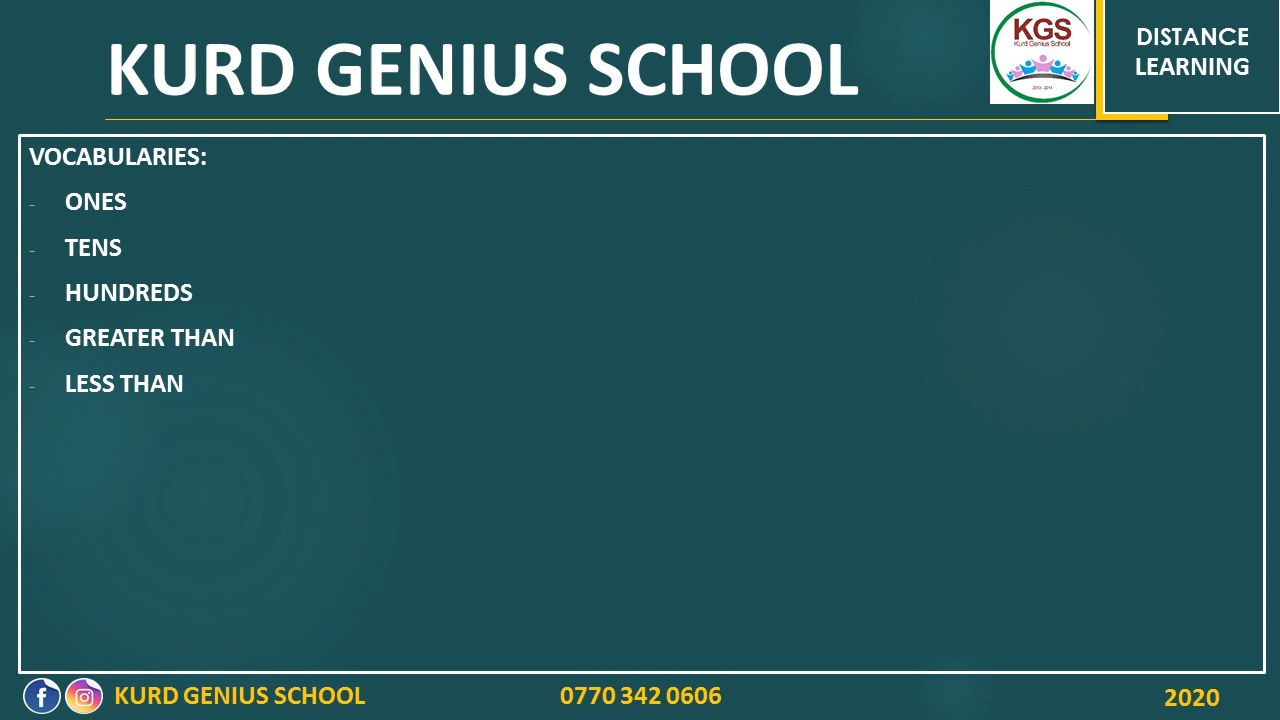 KURD GENIUS SCHOOL
KGS
Kurd Genius School
DISTANCE
LEARNING
VOCABULARIES:
- ONES
- TENS
- HUNDREDS
- GREATER THAN
- LESS THAN
KURD GENIUS SCHOOL
0770 342 0606
2020